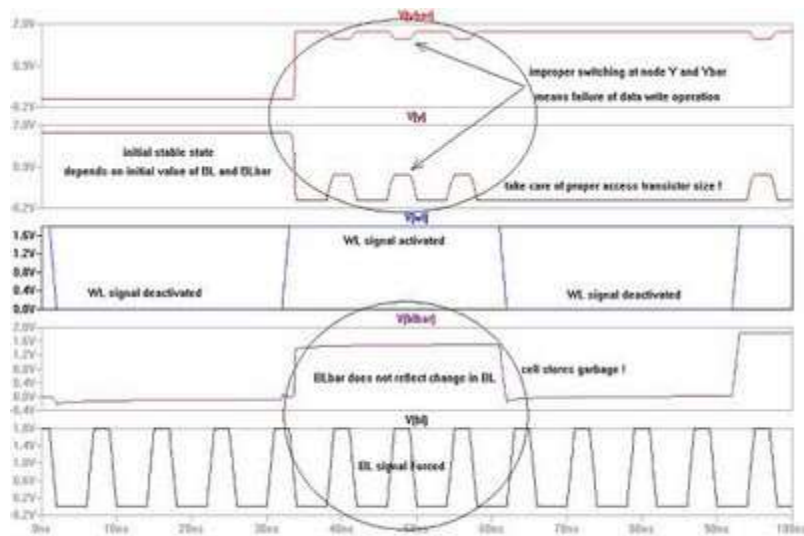 V(ybar)
2.0V
0.9V
-0.2V
improper switching at node Y and Ybar
means failure of data write operation
V(y)
2.0V
0.9V
-0.2V
initial stable state
depends on initial value of BL and BLbar
take care of proper access transistor size !
V(wl)
1.6V
1.2V
0.8V
0.4V
0.0V
WL signal activated
WL signal deactivated
WL signal deactivated
V(blbar)
2.0V
1.6V
1.2V
0.8V
0.4V
0.0V
-0.4V
BLbar does not reflect change in BL
cell stores garbage !
V(bl)
1.8V
1.4V
1.0V
0.6V
0.2V
-0.2V
BL signal Forced
0ns
10ns
20ns
30ns
40ns
50ns
60ns
70ns
80ns
90ns
100ns